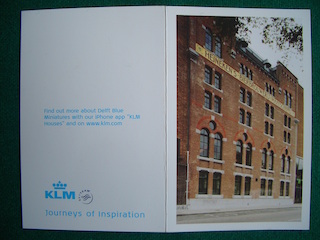 Find out more about Delft Blue
Miniatures with our iPhone app "KLM
Houses" and on www.klm.com
KLM
Journeys of Inspiration
HEINEKEN'S